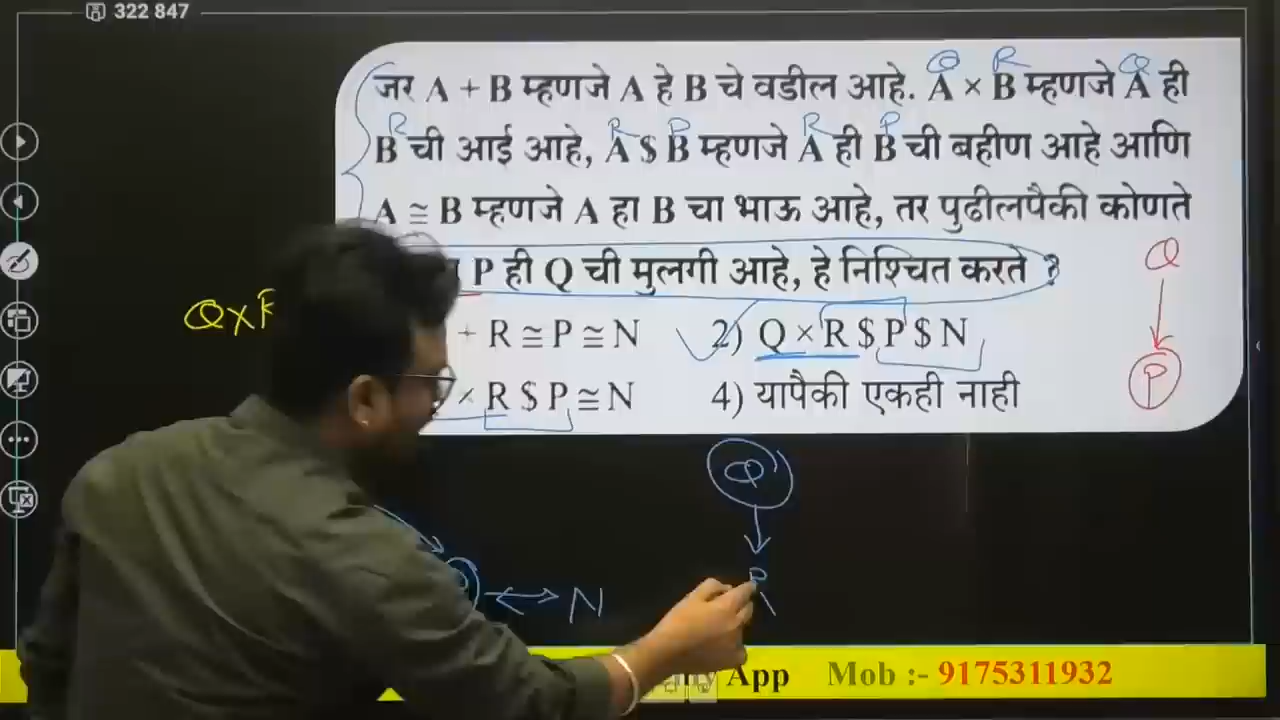 322 847
जर A + B म्हणजे A हे B चे वडील आहे. A × B म्हणजे A ही
B ची आई आहे, A $ B म्हणजे A ही B ची बहीण आहे आणि
A ≅ B म्हणजे A हा B चा भाऊ आहे, तर पुढीलपैकी कोणते
P ही Q ची मुलगी आहे, हे निश्चित करते ?
+ R ≅ P ≅ N 2) Q × R $ P $ N
× R $ P ≅ N 4) यापैकी एकही नाही
Q
P
Q×
Q
R
N
App Mob :- 9175311932